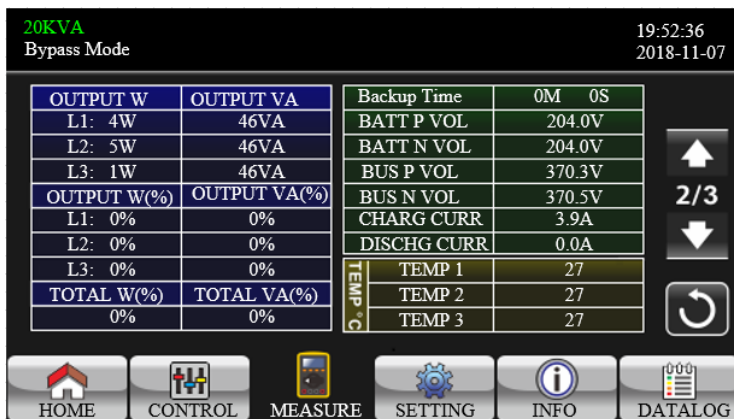 20KVA
Bypass Mode
19:52:36
2018-11-07
OUTPUT W OUTPUT VA
L1: 4W 46VA
L2: 5W 46VA
L3: 1W 46VA
OUTPUT W(%) OUTPUT VA(%)
L1: 0% 0%
L2: 0% 0%
L3: 0% 0%
TOTAL W(%) TOTAL VA(%)
0% 0%
Backup Time 0M 0S
BATT P VOL 204.0V
BATT N VOL 204.0V
BUS P VOL 370.3V
BUS N VOL 370.5V
CHARG CURR 3.9A
DISCHG CURR 0.0A
TEMP °C
TEMP 1 27
TEMP 2 27
TEMP 3 27
2/3
HOME CONTROL MEASURE SETTING INFO DATALOG